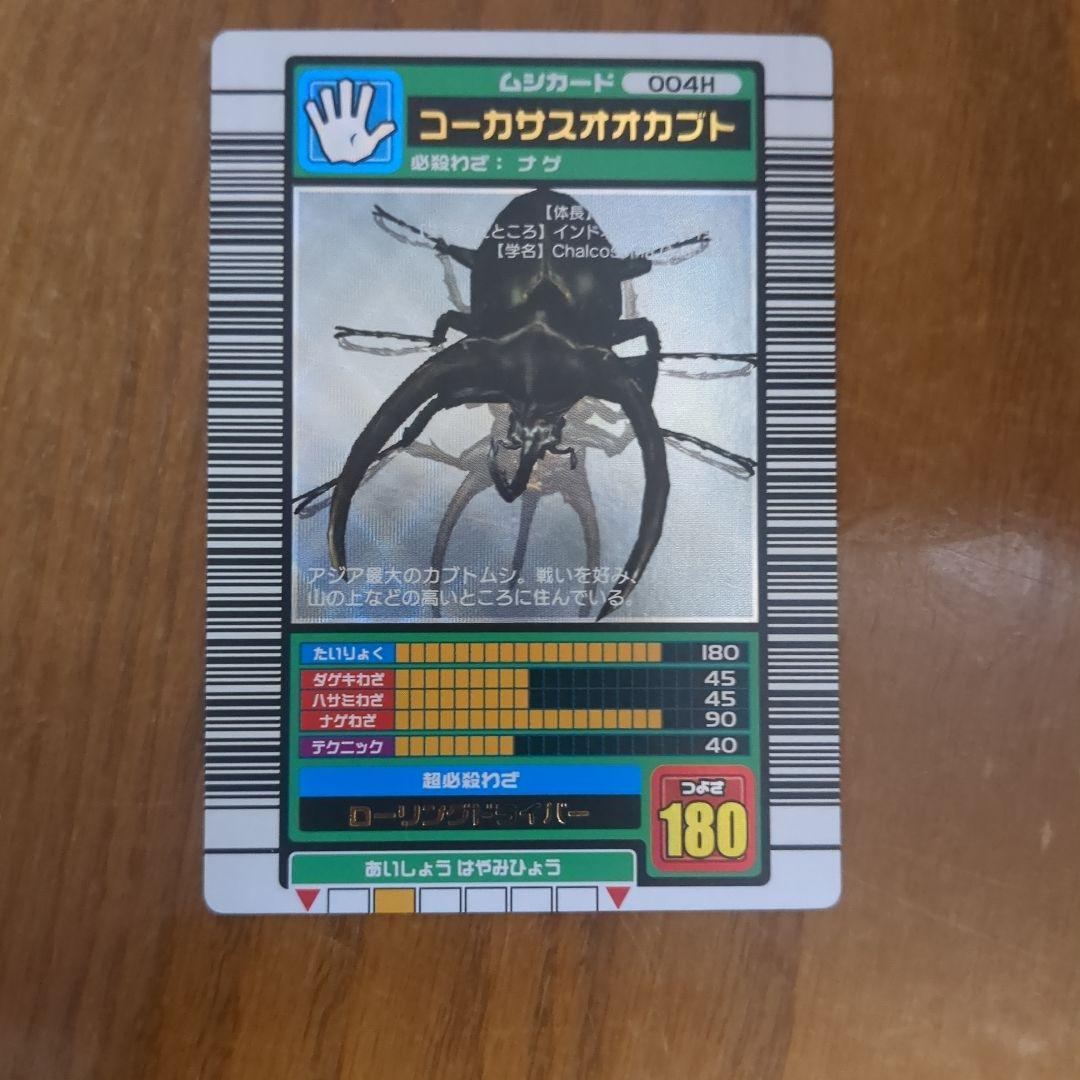 ムシカード 004H
コーカサスオオカブト
必殺わざ：ナゲ
【体長】
ところ】インド
【学名】Chalcos
アジア最大のカブトムシ。戦いを好み、
山の上などの高いところに住んでいる。
たいりょく 180
ダゲキわざ 45
ハサミわざ 45
ナゲわざ 90
テクニック 40
超必殺わざ
ローリングドライバー
つよさ
180
あいしょうはやみひょう